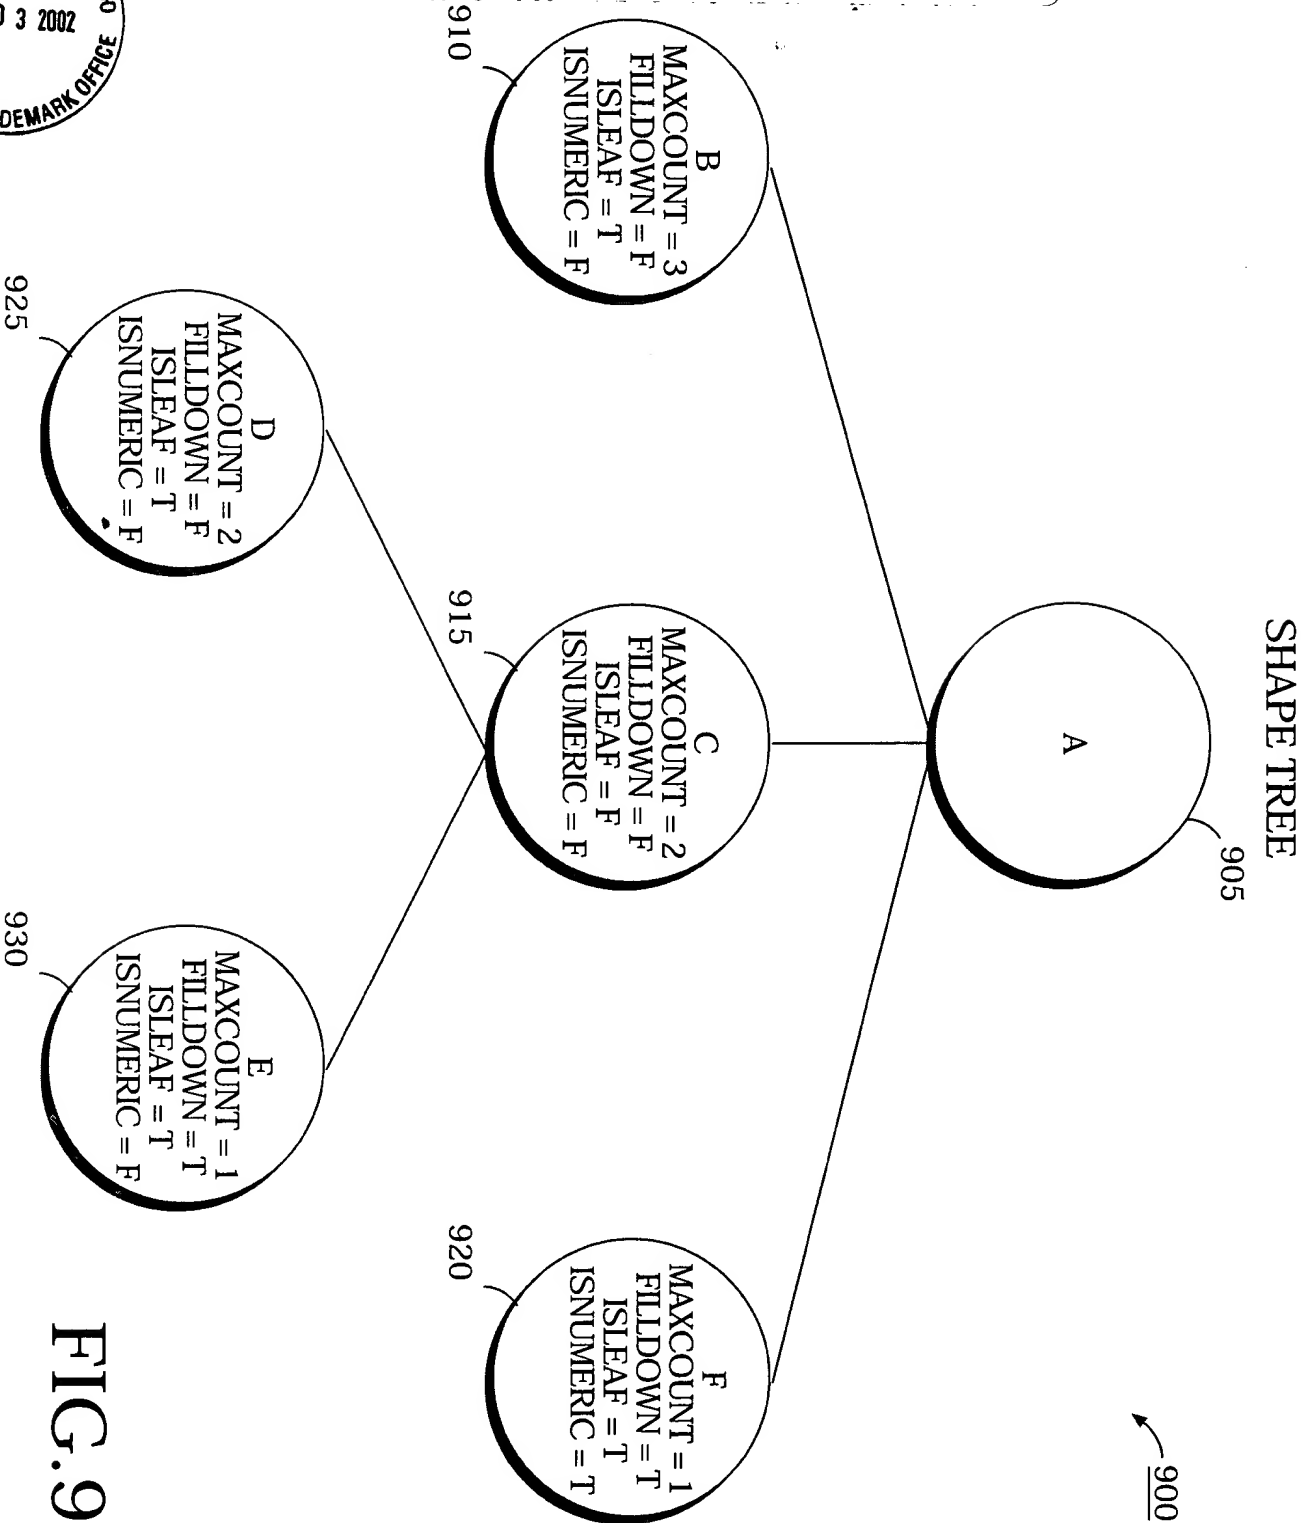 SHAPE TREE
900
905
A
910
B
MAXCOUNT = 3
FILLDOWN = F
ISLEAF = T
ISNUMERIC = F
915
C
MAXCOUNT = 2
FILLDOWN = F
ISLEAF = F
ISNUMERIC = F
920
F
MAXCOUNT = 1
FILLDOWN = T
ISLEAF = T
ISNUMERIC = T
925
D
MAXCOUNT = 2
FILLDOWN = F
ISLEAF = T
ISNUMERIC = F
930
E
MAXCOUNT = 1
FILLDOWN = T
ISLEAF = T
ISNUMERIC = F
FIG.9
3 2002
DEMARK OFFICE